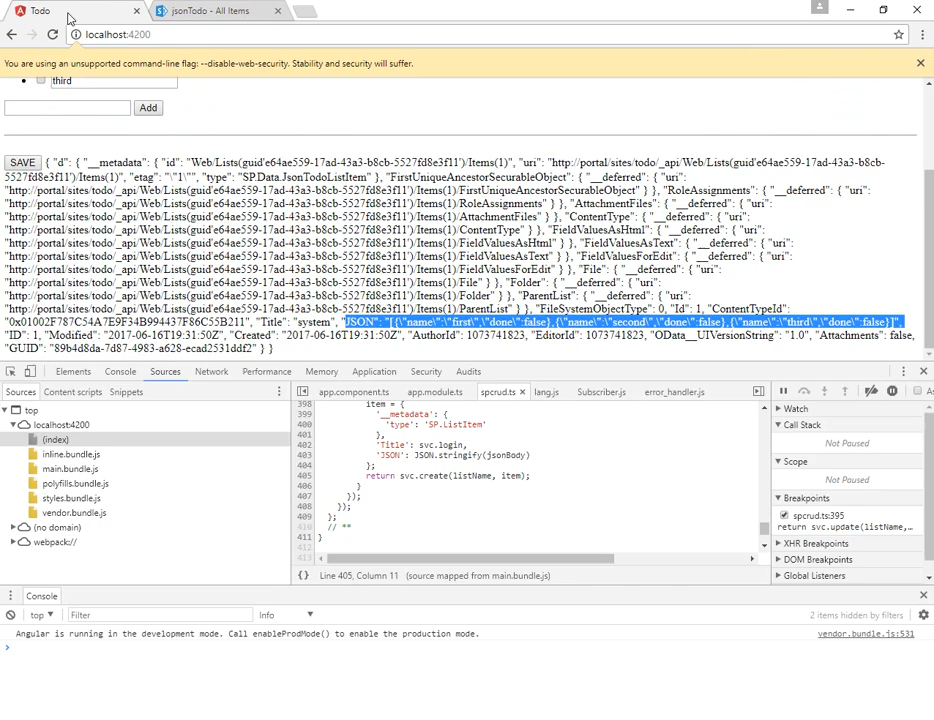 Todo
jsonTodo - All Items
localhost:4200
You are using an unsupported command-line flag: --disable-web-security. Stability and security will suffer.
third
Add
SAVE { "d": { "__metadata": { "id": "Web/Lists(guid'e64ae559-17ad-43a3-b8cb-5527fd8e3f11')/Items(1)", "uri": "http://portal/sites/todo/_api/Web/Lists(guid'e64ae559-17ad-43a3-b8cb-
5527fd8e3f11')/Items(1)", "etag": "\"1\"", "type": "SP.Data.JsonTodoListItem" }, "FirstUniqueAncestorSecurableObject": { "__deferred": { "uri":
"http://portal/sites/todo/_api/Web/Lists(guid'e64ae559-17ad-43a3-b8cb-5527fd8e3f11')/Items(1)/FirstUniqueAncestorSecurableObject" } }, "RoleAssignments": { "__deferred": { "uri":
"http://portal/sites/todo/_api/Web/Lists(guid'e64ae559-17ad-43a3-b8cb-5527fd8e3f11')/Items(1)/RoleAssignments" } }, "AttachmentFiles": { "__deferred": { "uri":
"http://portal/sites/todo/_api/Web/Lists(guid'e64ae559-17ad-43a3-b8cb-5527fd8e3f11')/Items(1)/AttachmentFiles" } }, "ContentType": { "__deferred": { "uri":
"http://portal/sites/todo/_api/Web/Lists(guid'e64ae559-17ad-43a3-b8cb-5527fd8e3f11')/Items(1)/ContentType" } }, "FieldValuesAsHtml": { "__deferred": { "uri":
"http://portal/sites/todo/_api/Web/Lists(guid'e64ae559-17ad-43a3-b8cb-5527fd8e3f11')/Items(1)/FieldValuesAsHtml" } }, "FieldValuesAsText": { "__deferred": { "uri":
"http://portal/sites/todo/_api/Web/Lists(guid'e64ae559-17ad-43a3-b8cb-5527fd8e3f11')/Items(1)/FieldValuesAsText" } }, "FieldValuesForEdit": { "__deferred": { "uri":
"http://portal/sites/todo/_api/Web/Lists(guid'e64ae559-17ad-43a3-b8cb-5527fd8e3f11')/Items(1)/FieldValuesForEdit" } }, "File": { "__deferred": { "uri":
"http://portal/sites/todo/_api/Web/Lists(guid'e64ae559-17ad-43a3-b8cb-5527fd8e3f11')/Items(1)/File" } }, "Folder": { "__deferred": { "uri":
"http://portal/sites/todo/_api/Web/Lists(guid'e64ae559-17ad-43a3-b8cb-5527fd8e3f11')/Items(1)/Folder" } }, "ParentList": { "__deferred": { "uri":
"http://portal/sites/todo/_api/Web/Lists(guid'e64ae559-17ad-43a3-b8cb-5527fd8e3f11')/Items(1)/ParentList" } }, "FileSystemObjectType": 0, "Id": 1, "ContentTypeId":
"0x01002F787C54A7E9F34B994437F86C55B211", "Title": "system", "JSON": "[{\"name\":\"first\",\"done\":false},{\"name\":\"second\",\"done\":false},{\"name\":\"third\",\"done\":false}]",
"ID": 1, "Modified": "2017-06-16T19:31:50Z", "Created": "2017-06-16T19:31:50Z", "AuthorId": 1073741823, "EditorId": 1073741823, "OData__UIVersionString": "1.0", "Attachments": false,
"GUID": "89b4d8da-7d87-4983-a628-ecad2531ddf2" } }
Elements Console Sources Network Performance Memory Application Security Audits
Sources Content scripts Snippets
app.component.ts app.module.ts spcrud.ts × lang.js Subscriber.js error_handler.js
top
localhost:4200
(index)
inline.bundle.js
main.bundle.js
polyfills.bundle.js
styles.bundle.js
vendor.bundle.js
(no domain)
webpack://
398 item = {
399 '__metadata': {
400 'type': 'SP.ListItem'
401 },
402 'Title': svc.login,
403 'JSON': JSON.stringify(jsonBody)
404 };
405 return svc.create(listName, item);
406 }
407 });
408 });
409 };
410 // **
411 }
412
413
{} Line 405, Column 11 (source mapped from main.bundle.js)
Watch
Call Stack
Not Paused
Scope
Not Paused
Breakpoints
spcrud.ts:395
return svc.update(listName,…
XHR Breakpoints
DOM Breakpoints
Global Listeners
Console
top Filter Info 2 items hidden by filters
Angular is running in the development mode. Call enableProdMode() to enable the production mode. vendor.bundle.js:531